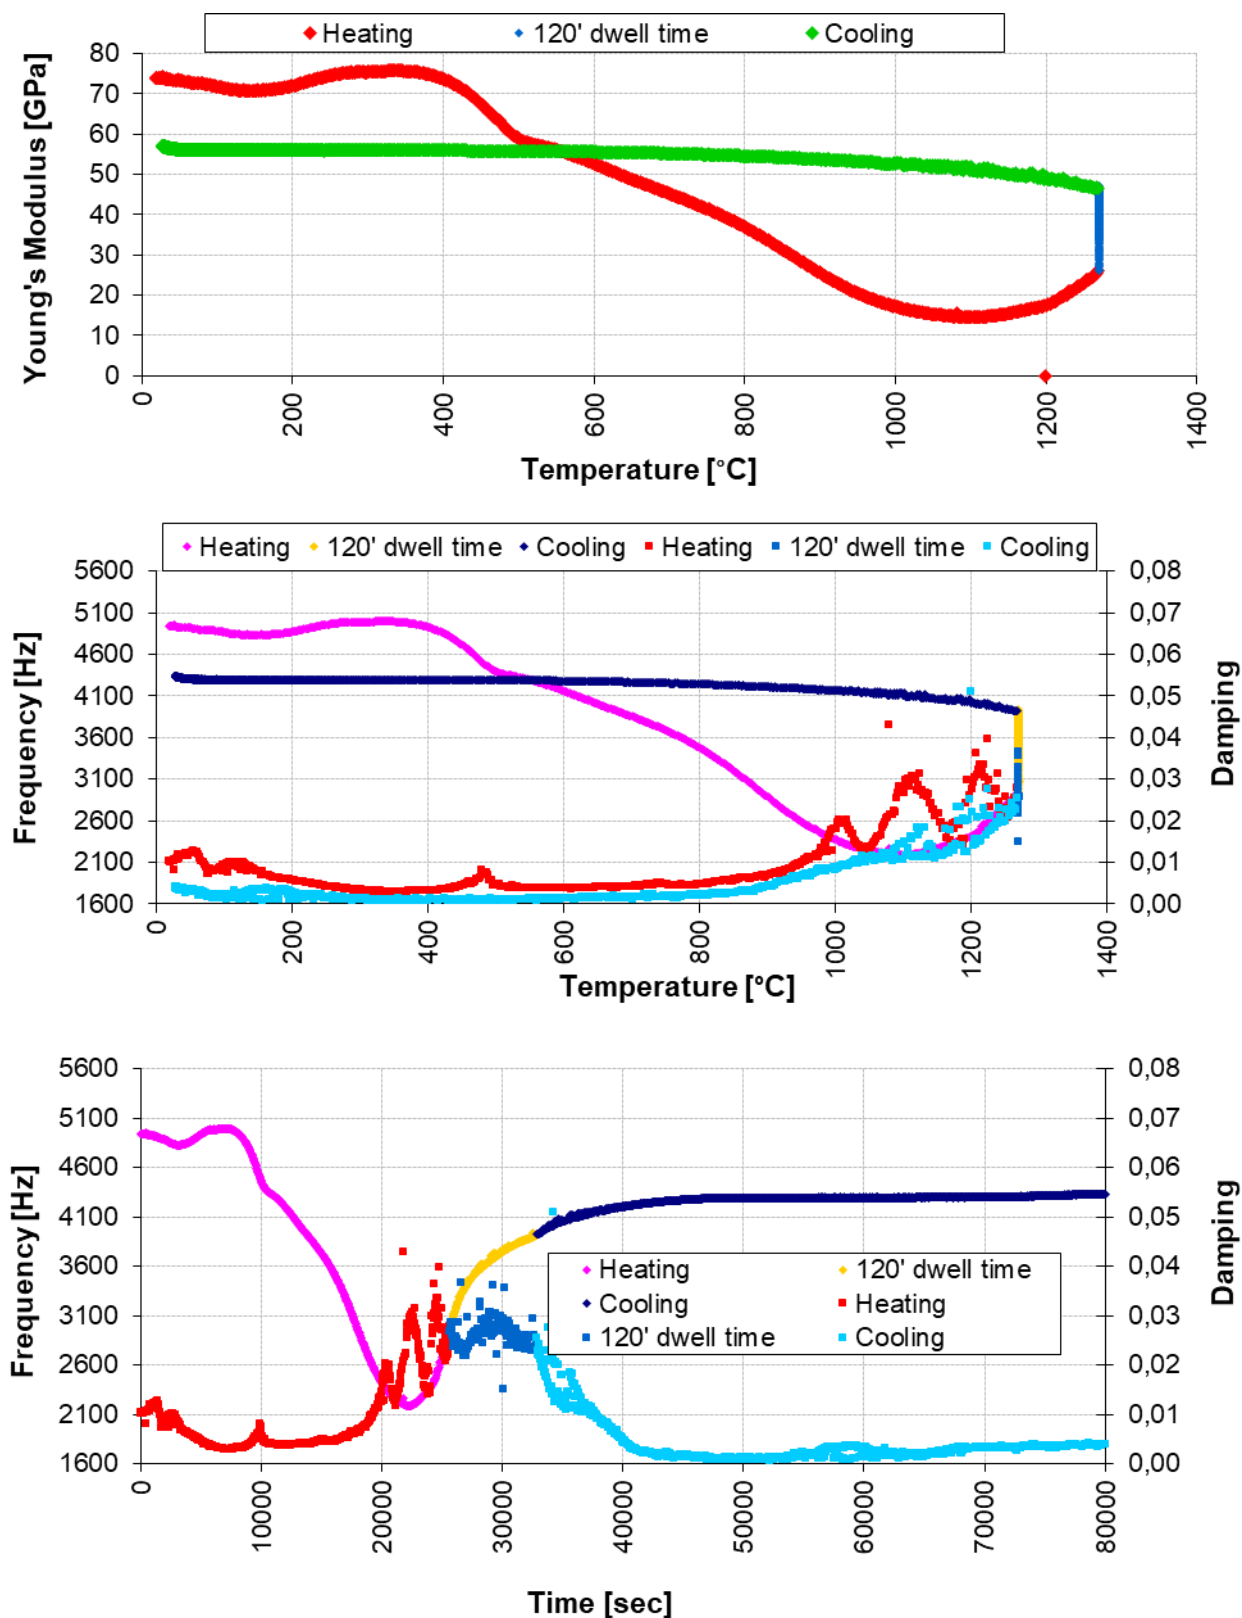 Heating 120' dwell time Cooling
Young's Modulus [GPa]
80
70
60
50
40
30
20
10
0
0 200 400 600 800 1000 1200 1400
Temperature [°C]
Heating 120' dwell time Cooling Heating 120' dwell time Cooling
Frequency [Hz]
5600 0,08
5100 0,07
4600 0,06
4100 0,05
3600 0,04
3100 0,03
2600 0,02
2100 0,01
1600 0,00
Damping
0 200 400 600 800 1000 1200 1400
Temperature [°C]
Frequency [Hz]
5600 0,08
5100 0,07
4600 0,06
4100 0,05
3600 0,04
3100 0,03
2600 0,02
2100 0,01
1600 0,00
Damping
Heating 120' dwell time
Cooling Heating
120' dwell time Cooling
0 10000 20000 30000 40000 50000 60000 70000 80000
Time [sec]